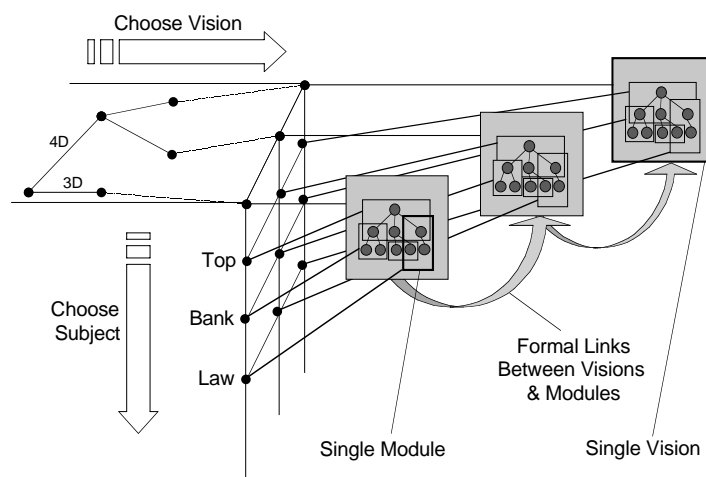 Choose Vision
4D
3D
Top
Choose
Subject
Bank
Law
Formal Links
Between Visions
& Modules
Single Module
Single Vision